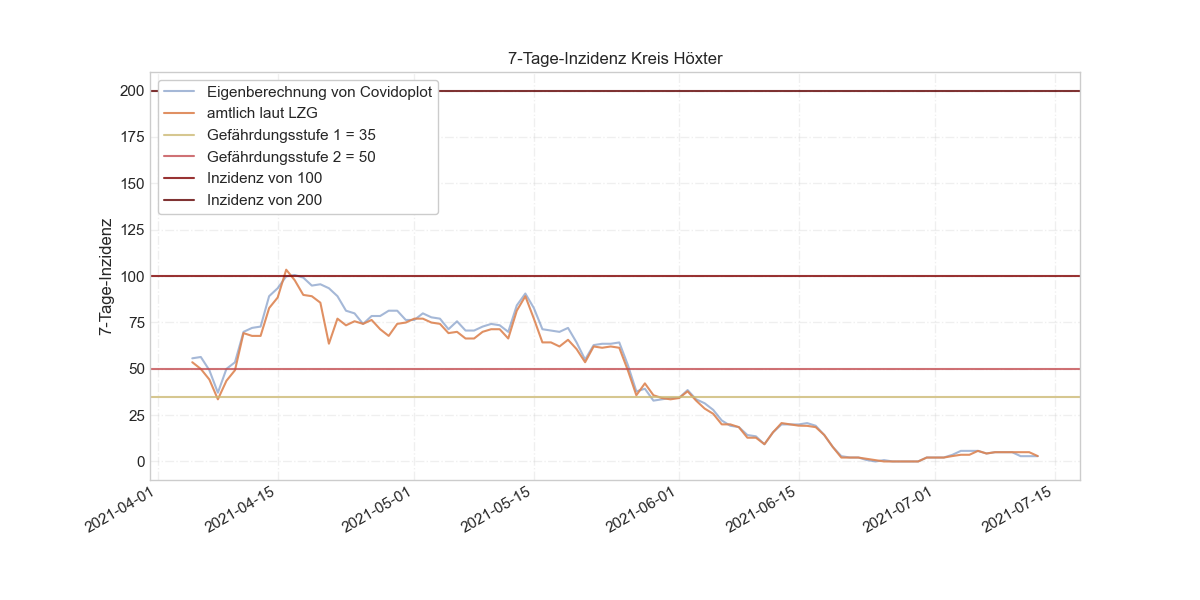 7-Tage-Inzidenz Kreis Höxter
7-Tage-Inzidenz
200
175
150
125
100
75
50
25
0
Eigenberechnung von Covidoplot
amtlich laut LZG
Gefährdungsstufe 1 = 35
Gefährdungsstufe 2 = 50
Inzidenz von 100
Inzidenz von 200
2021-04-01
2021-04-15
2021-05-01
2021-05-15
2021-06-01
2021-06-15
2021-07-01
2021-07-15